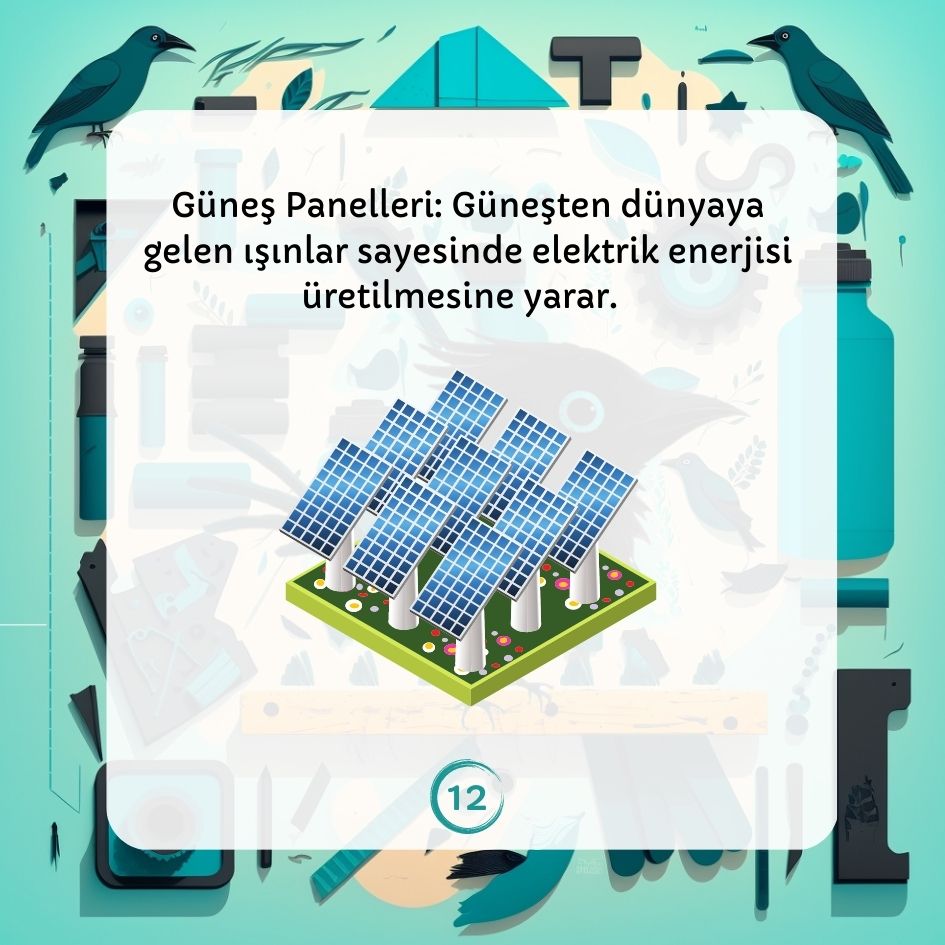 Güneş Panelleri: Güneşten dünyaya
gelen ışınlar sayesinde elektrik enerjisi
üretilmesine yarar.
12